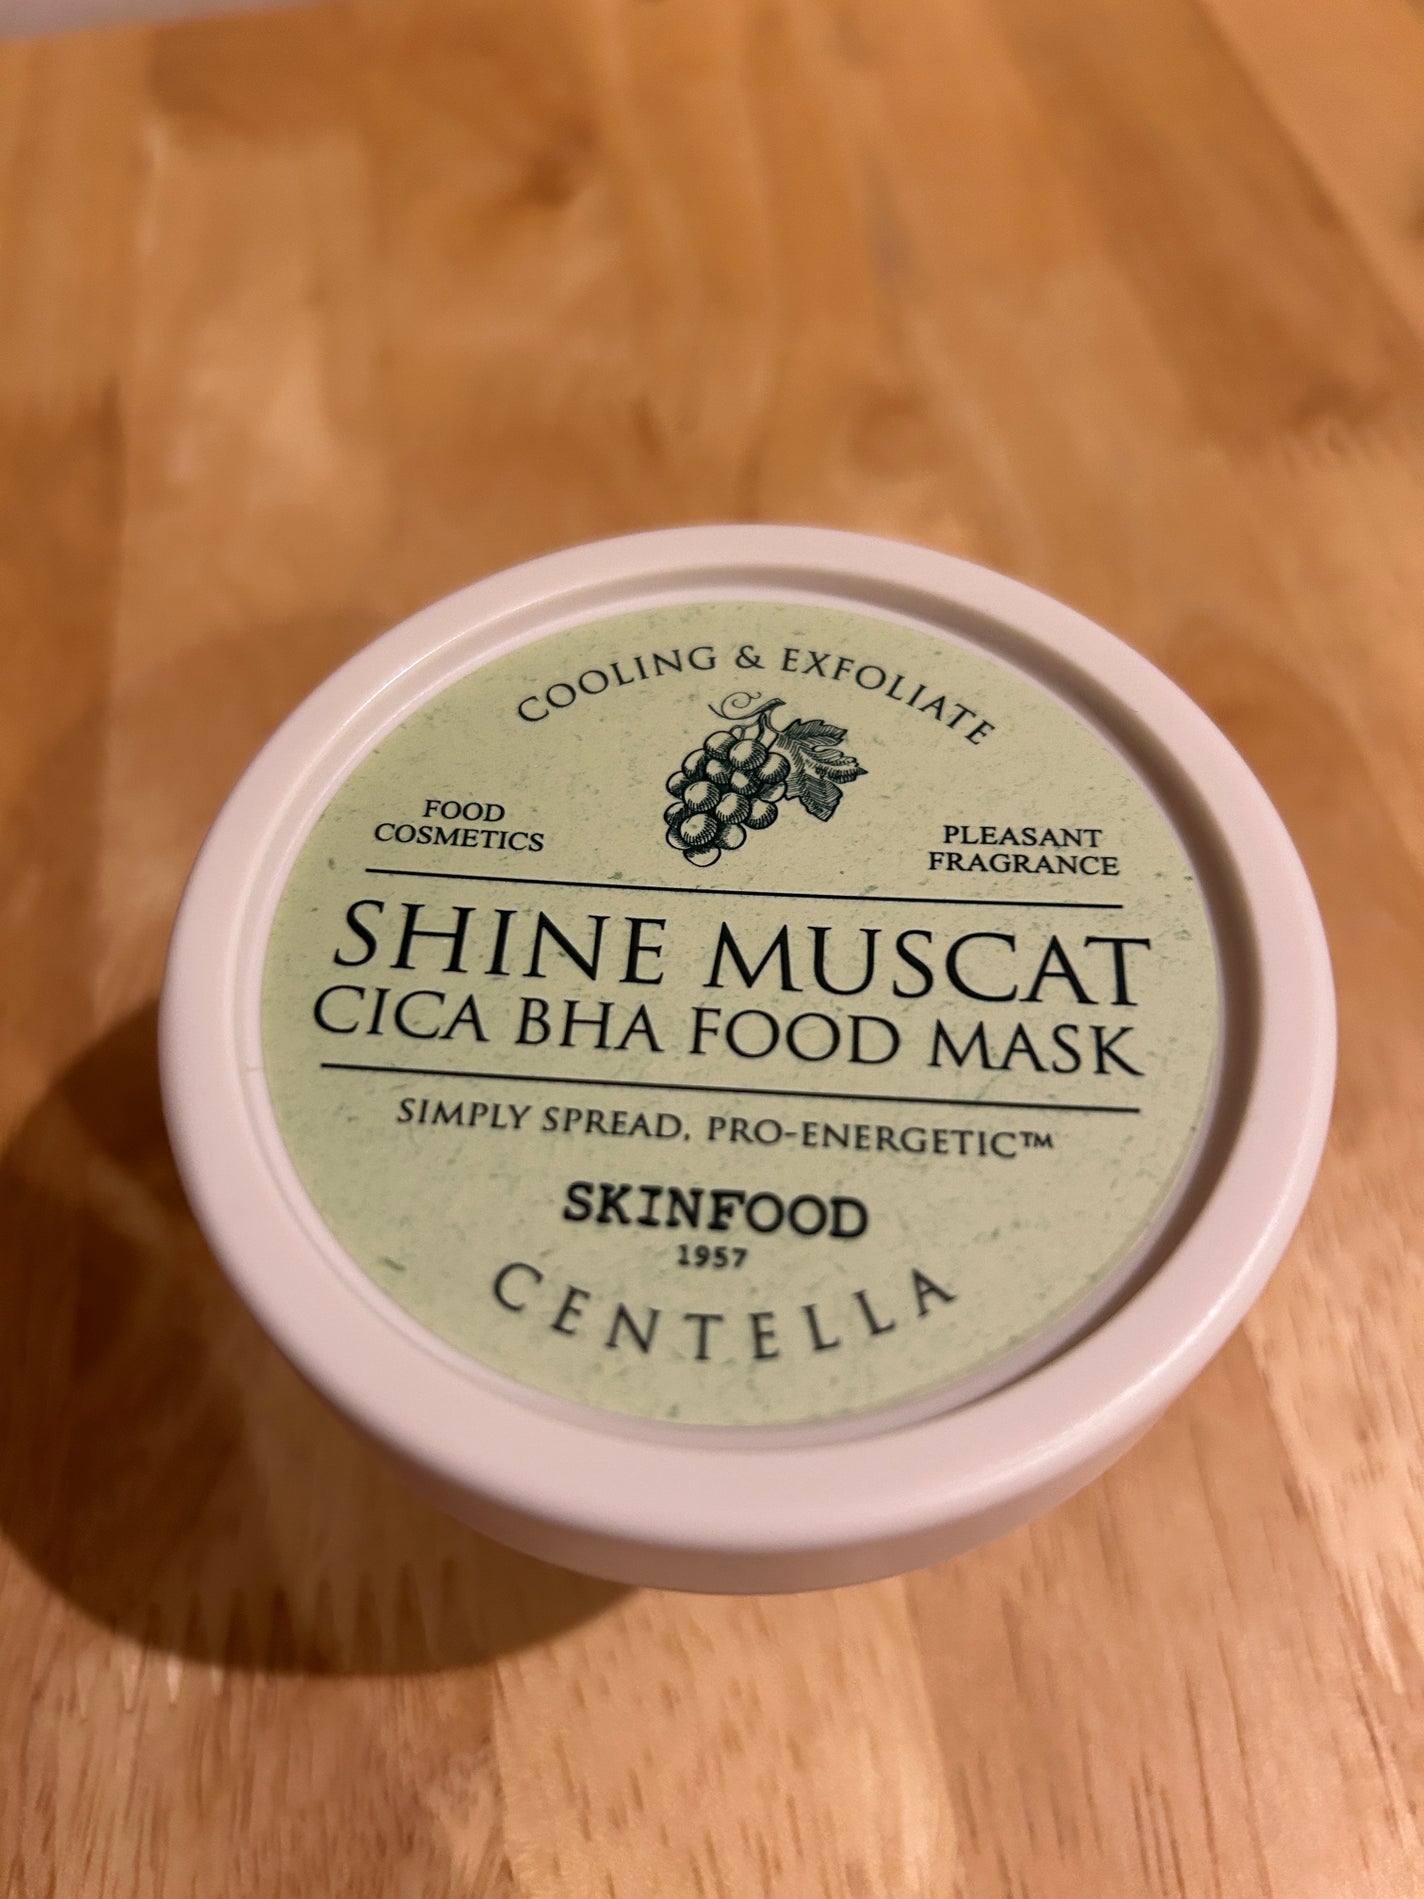 COOLING & EXFOLIATE
FOOD
COSMETICS
PLEASANT
FRAGRANCE
SHINE MUSCAT
CICA BHA FOOD MASK
SIMPLY SPREAD, PRO-ENERGETIC™
SKINFOOD
1957
CENTELLA